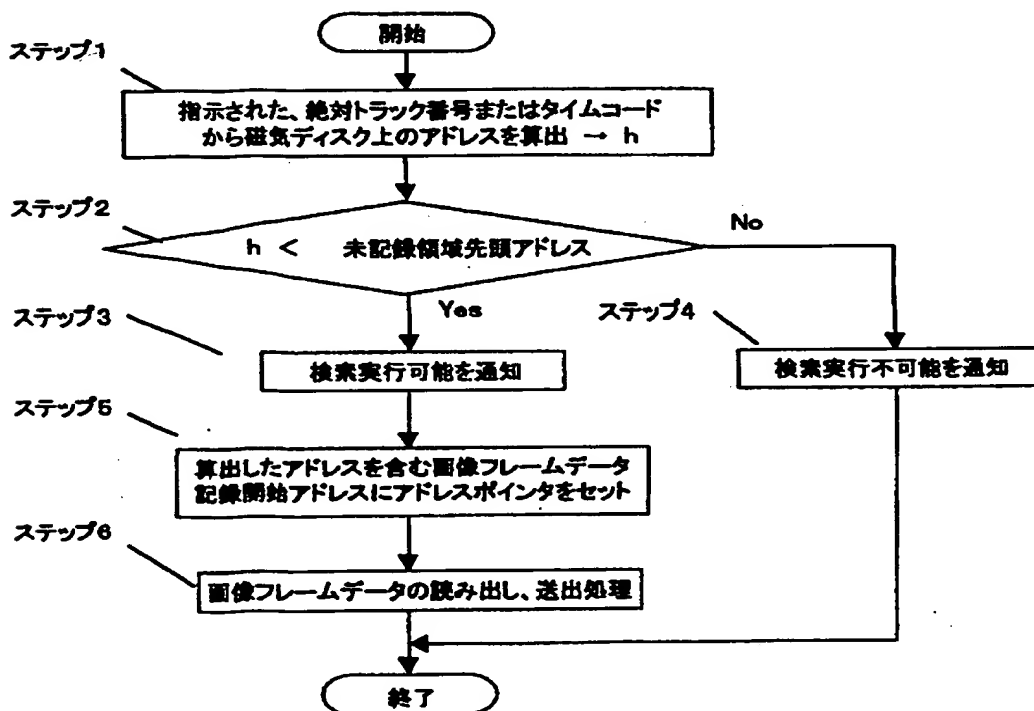 開始
ステップ1
指示された、絶対トラック番号またはタイムコード
から磁気ディスク上のアドレスを算出 → h
ステップ2
h < 未記録領域先頭アドレス
No
Yes
ステップ3
検索実行可能を通知
ステップ4
検索実行不可能を通知
ステップ5
算出したアドレスを含む画像フレームデータ
記録開始アドレスにアドレスポインタをセット
ステップ6
画像フレームデータの読み出し、送出処理
終了